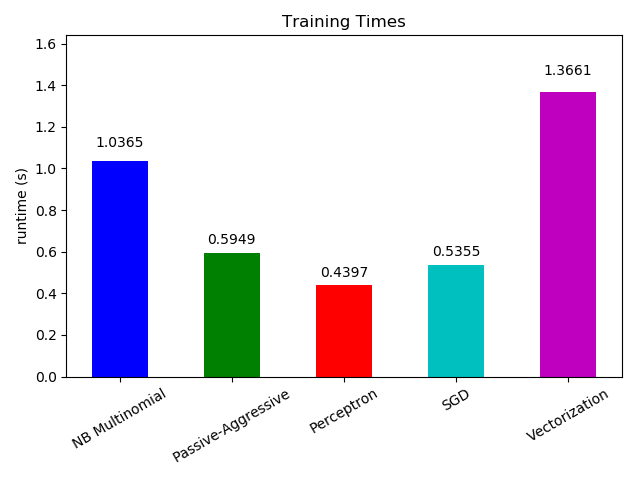 Training Times
runtime (s)
1.6
1.4
1.2
1.0
0.8
0.6
0.4
0.2
0.0
1.0365
0.5949
0.4397
0.5355
1.3661
NB Multinomial
Passive-Aggressive
Perceptron
SGD
Vectorization